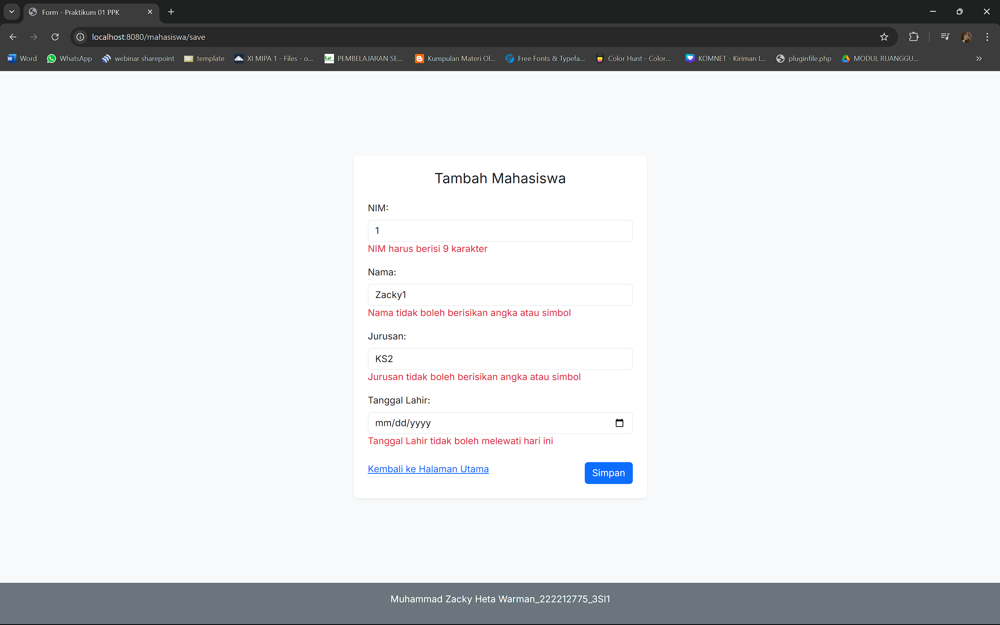 Form - Praktikum 01 PPK
localhost:8080/mahasiswa/save
Word WhatsApp webinar sharepoint template XI MIPA 1 - Files - o... PEMBELAJARAN SE... Kumpulan Materi Ol... Free Fonts & Typefa... Color Hunt - Color... KOMNET - Kiriman I... pluginfile.php MODUL RUANGGU...
Tambah Mahasiswa
NIM:
1
NIM harus berisi 9 karakter
Nama:
Zacky1
Nama tidak boleh berisikan angka atau simbol
Jurusan:
KS2
Jurusan tidak boleh berisikan angka atau simbol
Tanggal Lahir:
mm/dd/yyyy
Tanggal Lahir tidak boleh melewati hari ini
Kembali ke Halaman Utama Simpan
Muhammad Zacky Heta Warman_222212775_3SI1